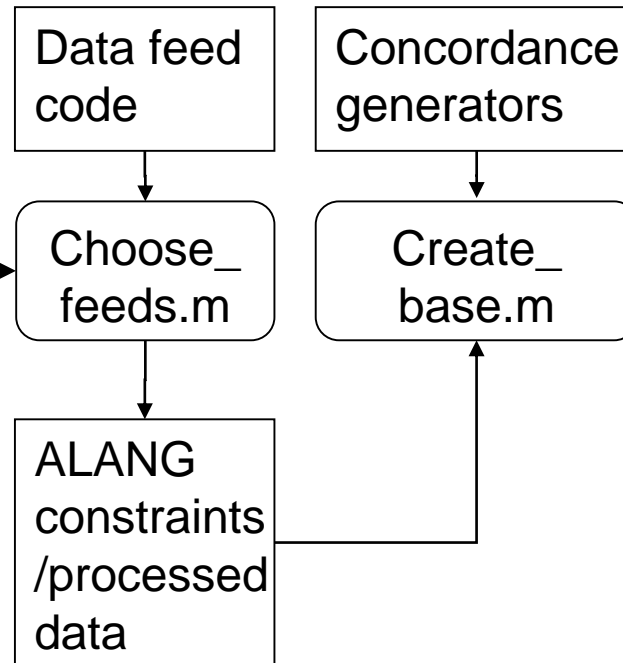 Data feed
code
Concordance
generators
Choose_
feeds.m
Create_
base.m
ALANG
constraints
/processed
data